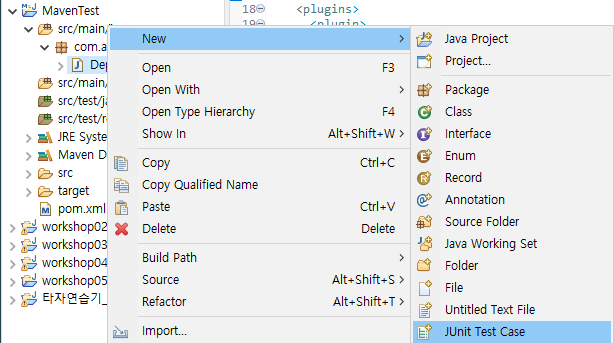 MavenTest
src/main/
com.a
De
src/main/
src/test/ja
src/test/re
JRE System
Maven D
src
target
pom.xml
workshop02
workshop03
workshop04
workshop05
타자연습기_
18
<plugins>
19
<plugin>
New
Open F3
Open With
Open Type Hierarchy F4
Show In Alt+Shift+W
Copy Ctrl+C
Copy Qualified Name
Paste Ctrl+V
Delete Delete
Build Path
Source Alt+Shift+S
Refactor Alt+Shift+T
Import...
Java Project
Project...
Package
Class
Interface
Enum
Record
Annotation
Source Folder
Java Working Set
Folder
File
Untitled Text File
JUnit Test Case